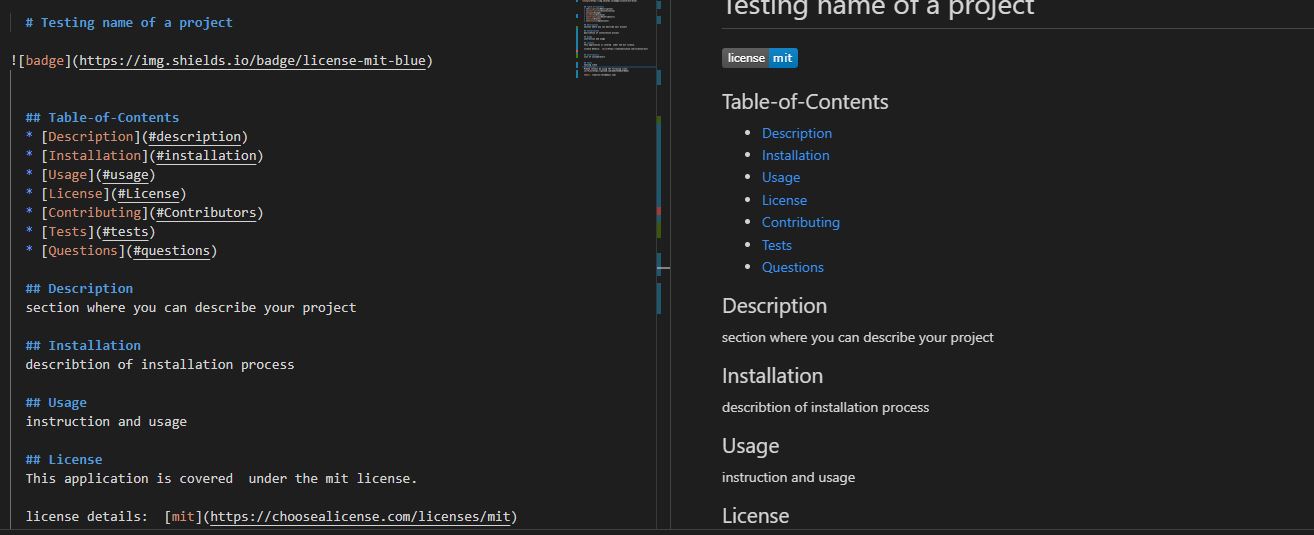 # Testing name of a project
![badge](https://img.shields.io/badge/license-mit-blue)
## Table-of-Contents
* [Description](#description)
* [Installation](#installation)
* [Usage](#usage)
* [License](#License)
* [Contributing](#Contributors)
* [Tests](#tests)
* [Questions](#questions)
## Description
section where you can describe your project
## Installation
describtion of installation process
## Usage
instruction and usage
## License
This application is covered  under the mit license.
license details:  [mit](https://choosealicense.com/licenses/mit)
Testing name of a project
license mit
Table-of-Contents
• Description
• Installation
• Usage
• License
• Contributing
• Tests
• Questions
Description
section where you can describe your project
Installation
describtion of installation process
Usage
instruction and usage
License